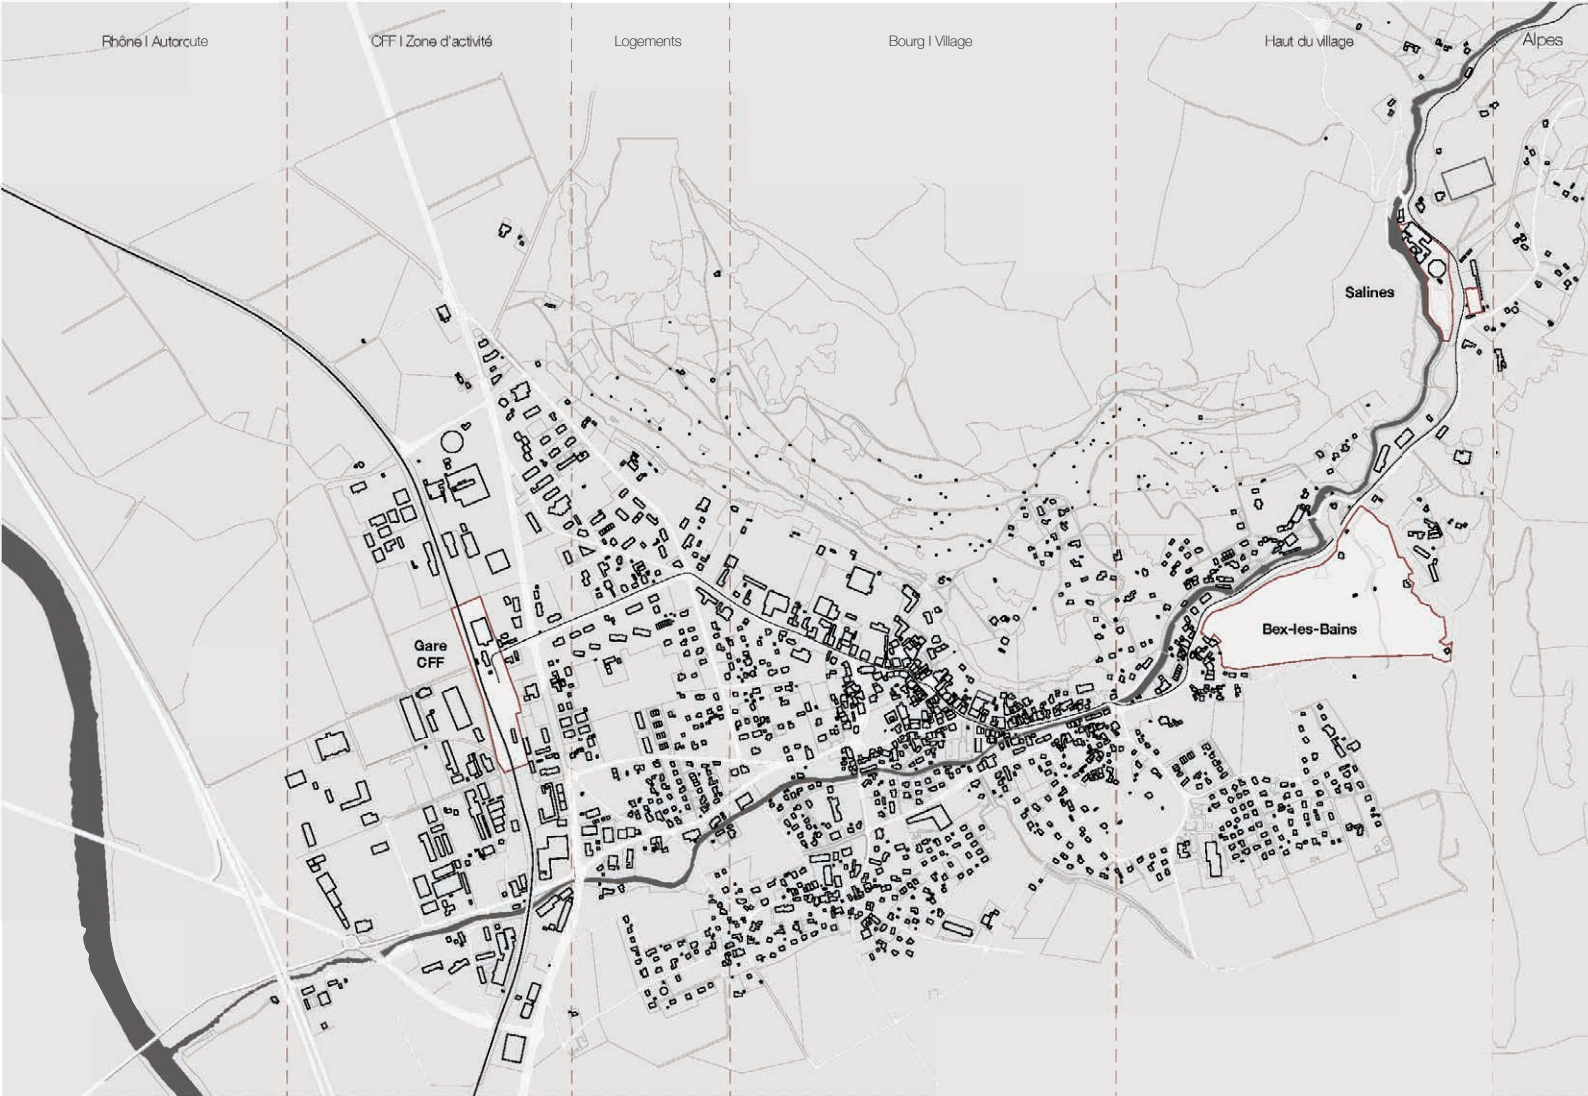 Rhône I Autoroute
CFF I Zone d'activité
Logements
Bourg I Village
Haut du village
Alpes
Salines
Bex-les-Bains
Gare
CFF